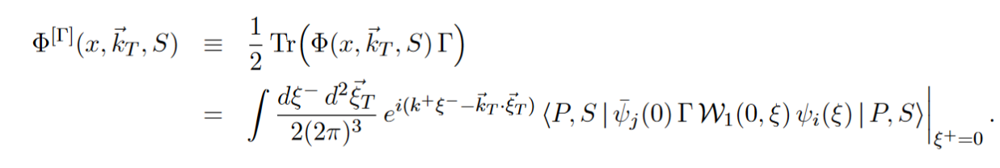 Φ^{[Γ]}(x, \vec{k}_T, S) ≡ \frac{1}{2} Tr(Φ(x, \vec{k}_T, S) Γ)
= ∫ \frac{dξ^- d^2\vec{ξ}_T}{2(2π)^3} e^{i(k^+ξ^- - \vec{k}_T·\vec{ξ}_T)} ⟨P, S | \bar{ψ}_j(0) Γ \mathcal{W}_1(0, ξ) ψ_i(ξ) | P, S⟩|_{ξ^+=0} .